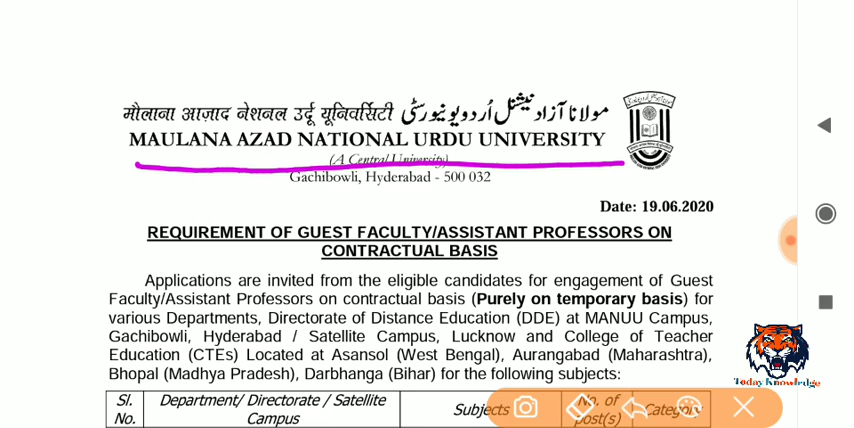 मौलाना आज़ाद नेशनल उर्दू यूनिवर्सिटी مولانا آزاد نیشنل اُردو یونیورسٹی
MAULANA AZAD NATIONAL URDU UNIVERSITY
(A Central University)
Gachibowli, Hyderabad - 500 032
Date: 19.06.2020
REQUIREMENT OF GUEST FACULTY/ASSISTANT PROFESSORS ON
CONTRACTUAL BASIS
Applications are invited from the eligible candidates for engagement of Guest
Faculty/Assistant Professors on contractual basis (Purely on temporary basis) for
various Departments, Directorate of Distance Education (DDE) at MANUU Campus,
Gachibowli, Hyderabad / Satellite Campus, Lucknow and College of Teacher
Education (CTEs) Located at Asansol (West Bengal), Aurangabad (Maharashtra),
Bhopal (Madhya Pradesh), Darbhanga (Bihar) for the following subjects:
Today Knowledge
Sl. No.
Department/ Directorate / Satellite Campus
Subjects
No. of post(s)
Category